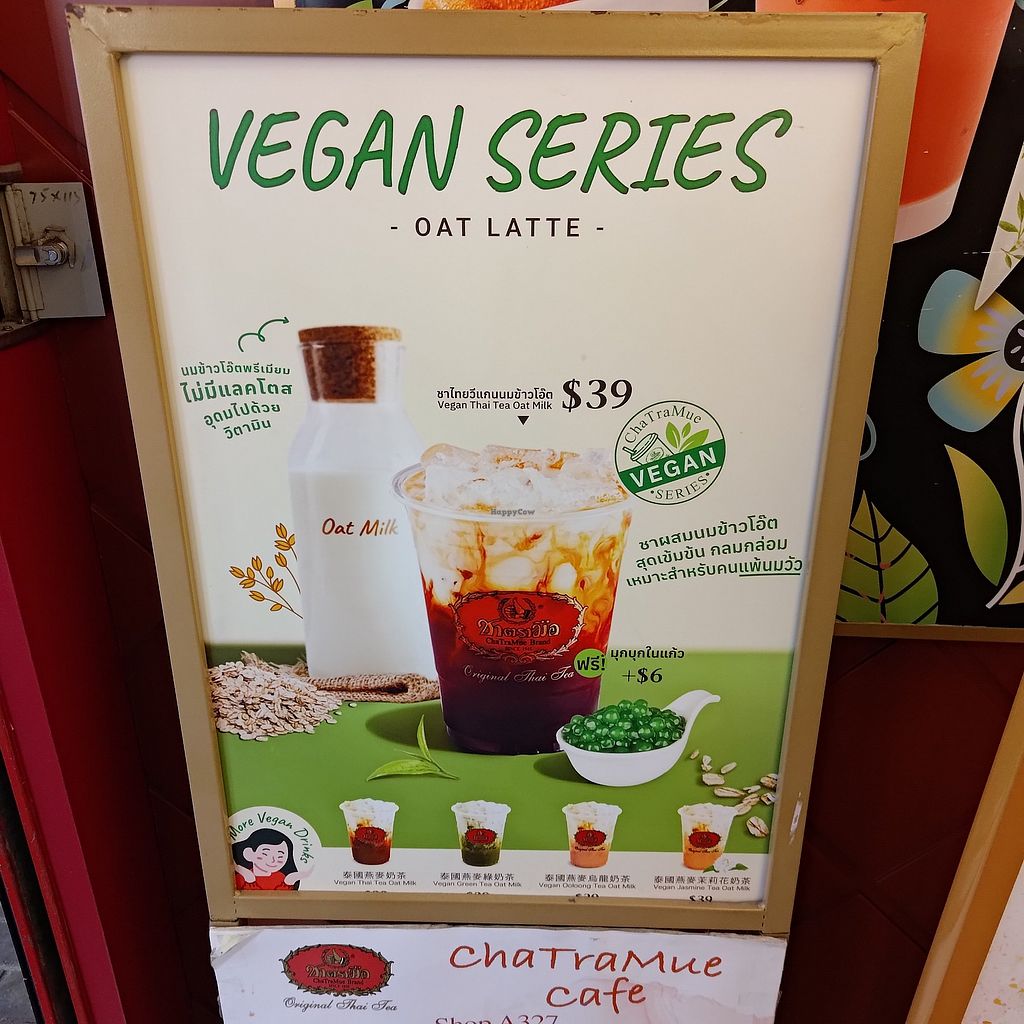 VEGAN SERIES
- OAT LATTE -
นมข้าวโอ๊ตพรีเมียม
ไม่มีแลคโตส
อุดมไปด้วย
วิตามิน
ชาไทยวีแกนนมข้าวโอ๊ต
Vegan Thai Tea Oat Milk
$39
ChaTraMue
VEGAN
•SERIES•
Oat Milk
HappyCow
ชาผสมนมข้าวโอ๊ต
สุดเข้มข้น กลมกล่อม
เหมาะสำหรับคนแพ้นมวัว
ชาตรามือ
ChaTraMue Brand
Original Thai Tea
ฟรี!
มุกบุกในแก้ว
+$6
More Vegan Drinks
泰國燕麥奶茶
Vegan Thai Tea Oat Milk
泰國燕麥綠奶茶
Vegan Green Tea Oat Milk
泰國燕麥烏龍奶茶
Vegan Ooloong Tea Oat Milk
泰國燕麥茉莉花奶茶
Vegan Jasmine Tea Oat Milk
$39
ชาตรามือ
ChaTraMue Brand
Original Thai Tea
ChaTraMue
Cafe
Shop A327
75x113